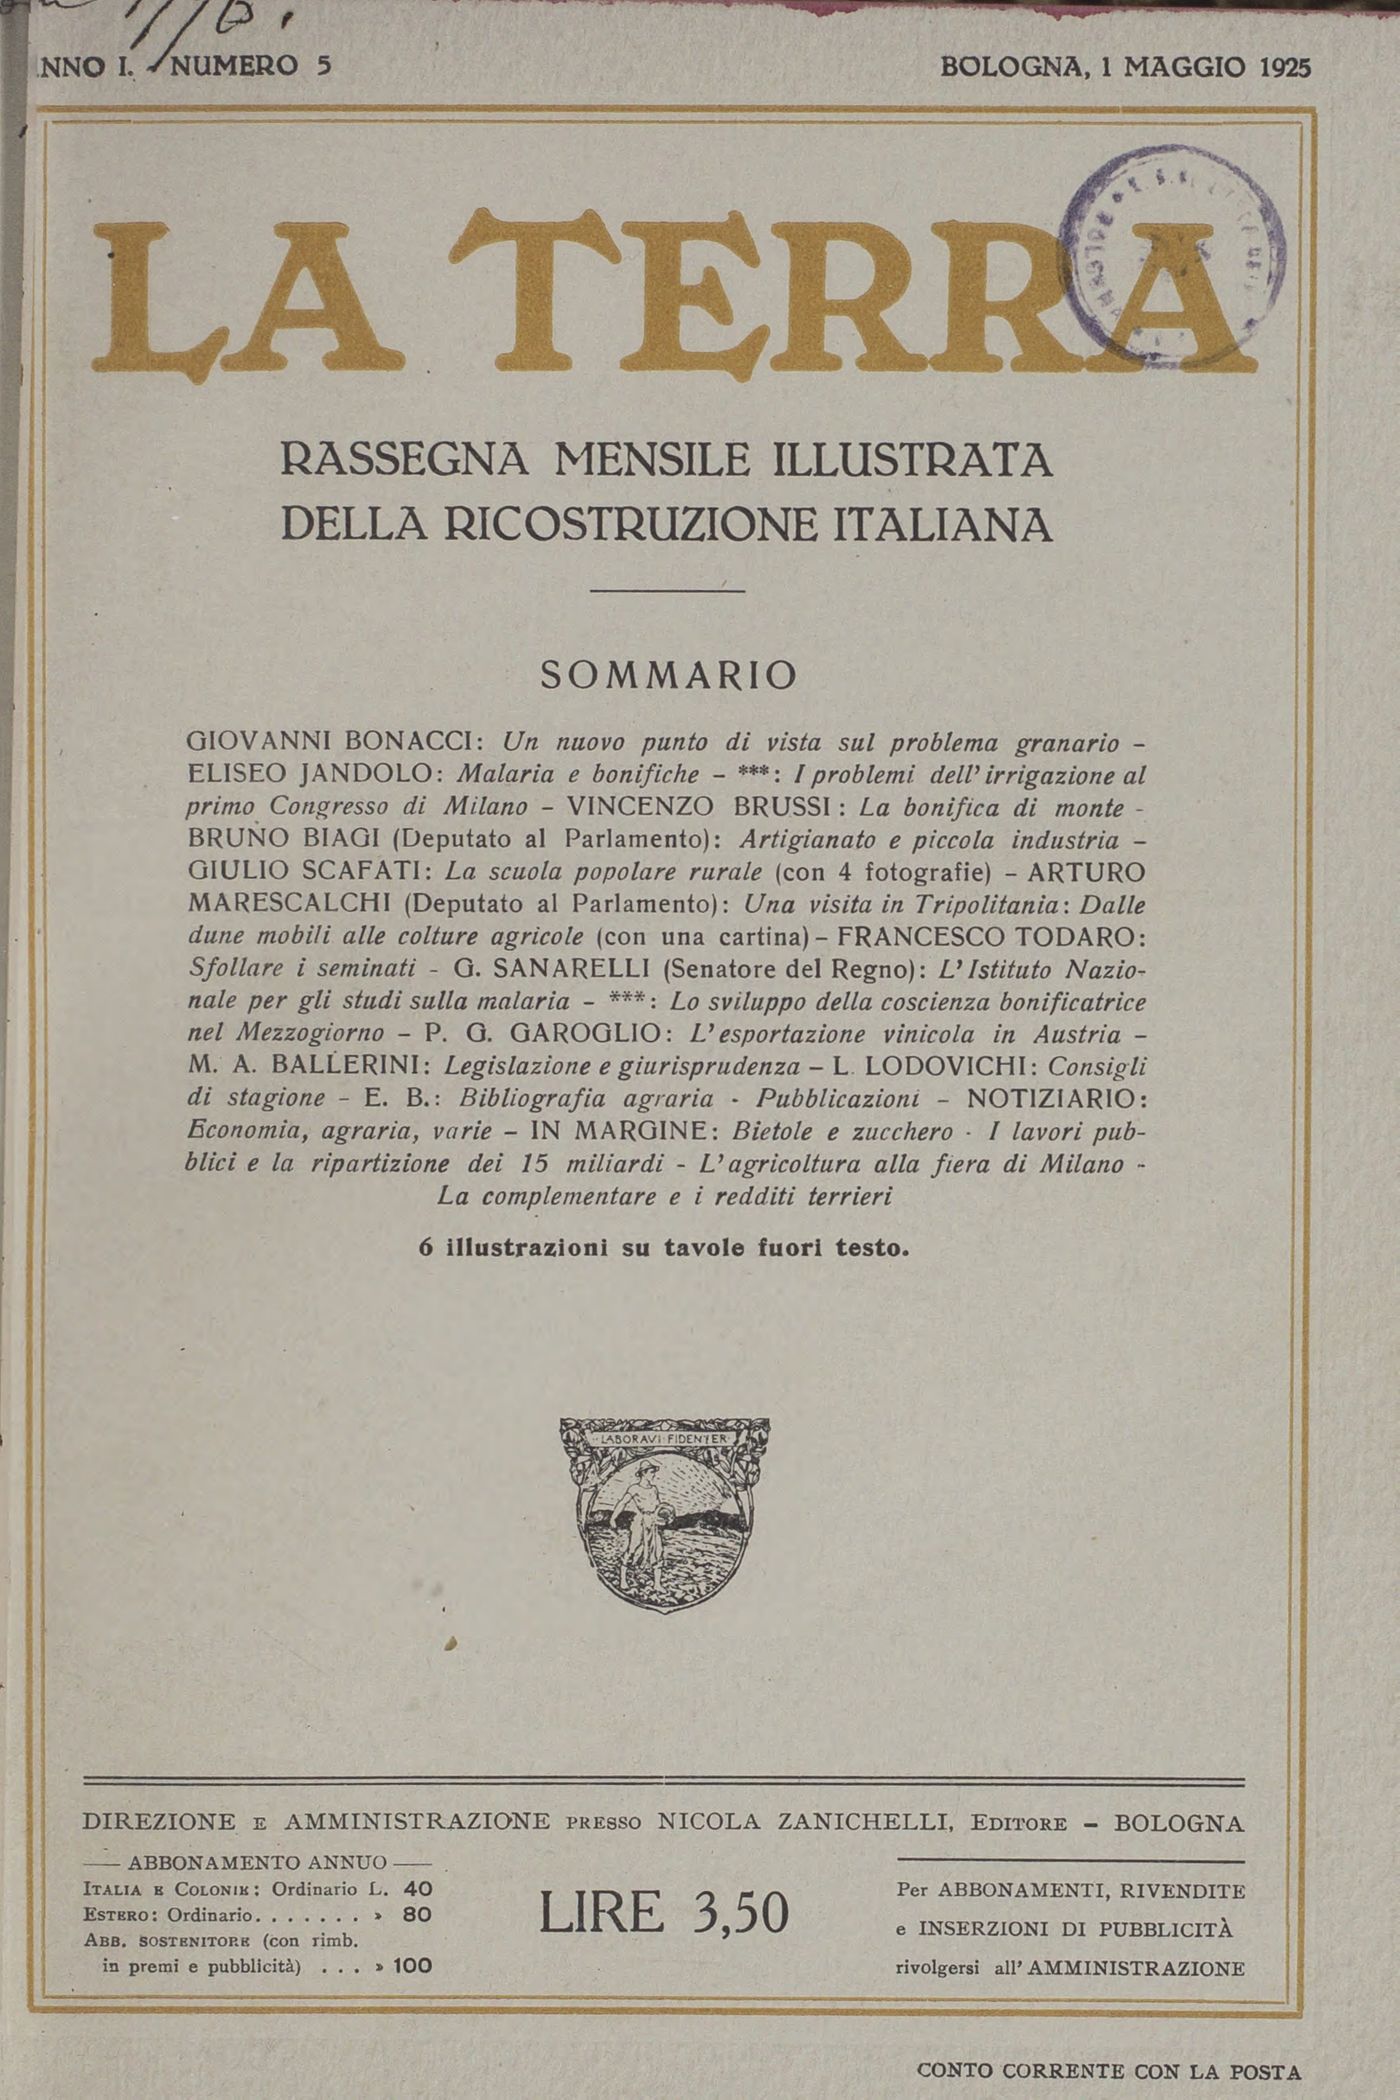 NNO I. - NUMERO 5
BOLOGNA, 1 MAGGIO 1925
LA TERRA
RASSEGNA MENSILE ILLUSTRATA
DELLA RICOSTRUZIONE ITALIANA
SOMMARIO
GIOVANNI BONACCI: Un nuovo punto di vista sul problema granario –
ELISEO JANDOLO: Malaria e bonifiche – ***: I problemi dell'irrigazione al
primo Congresso di Milano – VINCENZO BRUSSI: La bonifica di monte -
BRUNO BIAGI (Deputato al Parlamento): Artigianato e piccola industria –
GIULIO SCAFATI: La scuola popolare rurale (con 4 fotografie) – ARTURO
MARESCALCHI (Deputato al Parlamento): Una visita in Tripolitania: Dalle
dune mobili alle colture agricole (con una cartina) – FRANCESCO TODARO:
Sfollare i seminati - G. SANARELLI (Senatore del Regno): L'Istituto Nazio-
nale per gli studi sulla malaria – ***: Lo sviluppo della coscienza bonificatrice
nel Mezzogiorno – P. G. GAROGLIO: L'esportazione vinicola in Austria –
M. A. BALLERINI: Legislazione e giurisprudenza – L. LODOVICHI: Consigli
di stagione – E. B.: Bibliografia agraria - Pubblicazioni – NOTIZIARIO:
Economia, agraria, varie – IN MARGINE: Bietole e zucchero - I lavori pub-
blici e la ripartizione dei 15 miliardi - L'agricoltura alla fiera di Milano -
La complementare e i redditi terrieri
6 illustrazioni su tavole fuori testo.
LABORAVI FIDENTER
DIREZIONE E AMMINISTRAZIONE PRESSO NICOLA ZANICHELLI, EDITORE – BOLOGNA
ABBONAMENTO ANNUO
ITALIA E COLONIE: Ordinario L. 40
ESTERO: Ordinario. . . . . . . » 80
ABB. SOSTENITORE (con rimb.
in premi e pubblicità) . . . » 100
LIRE 3,50
Per ABBONAMENTI, RIVENDITE
e INSERZIONI DI PUBBLICITÀ
rivolgersi all'AMMINISTRAZIONE
CONTO CORRENTE CON LA POSTA